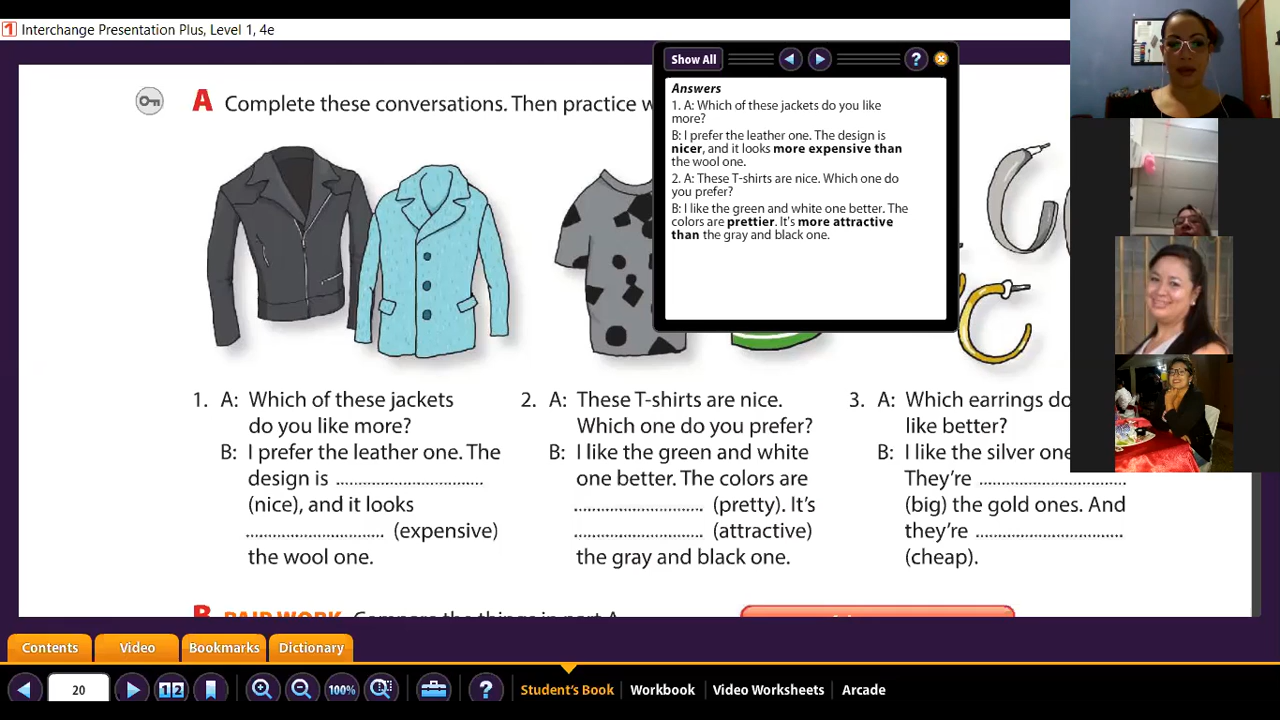 Interchange Presentation Plus, Level 1, 4e
A Complete these conversations. Then practice w
Show All
?
Answers
1. A: Which of these jackets do you like
more?
B: I prefer the leather one. The design is
nicer, and it looks more expensive than
the wool one.
2. A: These T-shirts are nice. Which one do
you prefer?
B: I like the green and white one better. The
colors are prettier. It's more attractive
than the gray and black one.
1. A: Which of these jackets
do you like more?
B: I prefer the leather one. The
design is ................................
(nice), and it looks
................................ (expensive)
the wool one.
2. A: These T-shirts are nice.
Which one do you prefer?
B: I like the green and white
one better. The colors are
................................ (pretty). It's
................................ (attractive)
the gray and black one.
3. A: Which earrings do
like better?
B: I like the silver one
They're ................................
(big) the gold ones. And
they're ................................
(cheap).
B PAIR WORK Compare the things in part A
Contents
Video
Bookmarks
Dictionary
20
12
100%
?
Student's Book
Workbook
Video Worksheets
Arcade